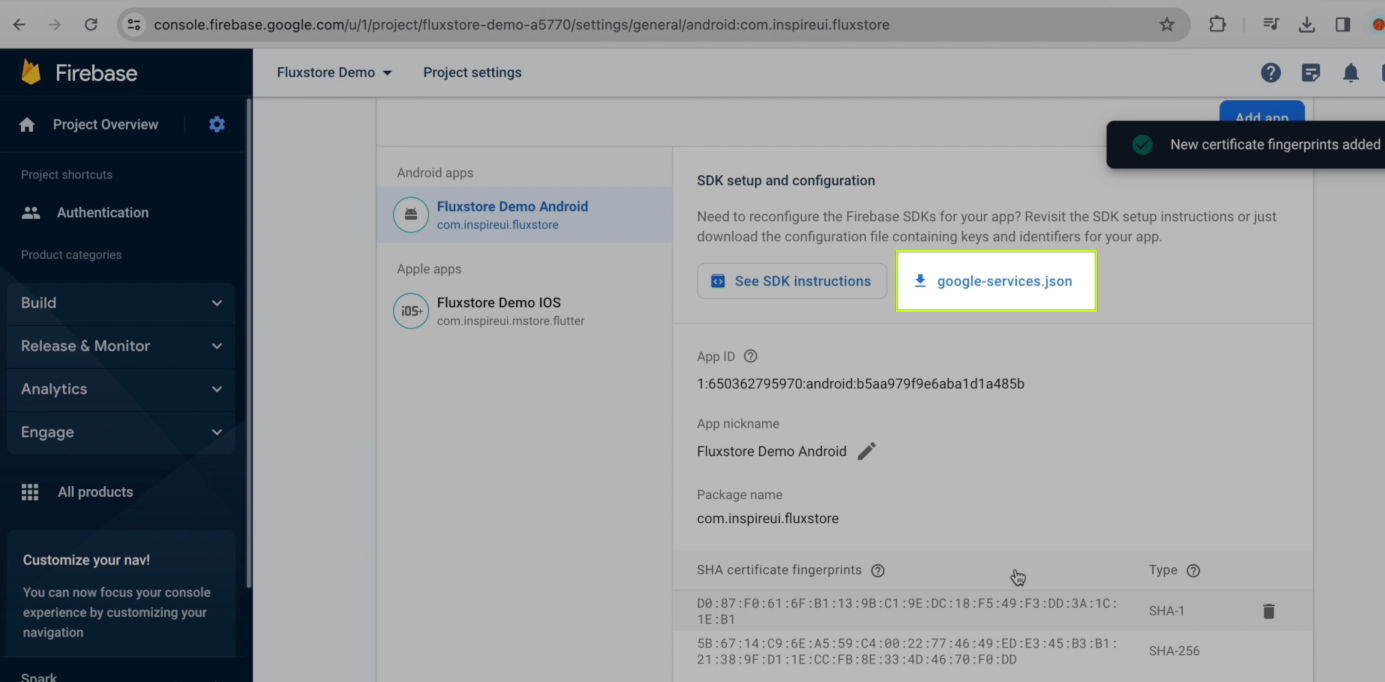 console.firebase.google.com/u/1/project/fluxstore-demo-a5770/settings/general/android:com.inspireui.fluxstore
Firebase
Fluxstore Demo
Project settings
Project Overview
Project shortcuts
Authentication
Product categories
Build
Release & Monitor
Analytics
Engage
All products
Customize your nav!
You can now focus your console
experience by customizing your
navigation
Spark
Add app
New certificate fingerprints added
Android apps
Fluxstore Demo Android
com.inspireui.fluxstore
Apple apps
iOS+
Fluxstore Demo IOS
com.inspireui.mstore.flutter
SDK setup and configuration
Need to reconfigure the Firebase SDKs for your app? Revisit the SDK setup instructions or just
download the configuration file containing keys and identifiers for your app.
See SDK instructions
google-services.json
App ID
1:650362795970:android:b5aa979f9e6aba1d1a485b
App nickname
Fluxstore Demo Android
Package name
com.inspireui.fluxstore
SHA certificate fingerprints
Type
D0:87:F0:61:6F:B1:13:9B:C1:9E:DC:18:F5:49:F3:DD:3A:1C:
1E:B1
SHA-1
5B:67:14:C9:6E:A5:59:C4:00:22:77:46:49:ED:E3:45:B3:B1:
21:38:9F:D1:1E:CC:FB:8E:33:4D:46:70:F0:DD
SHA-256